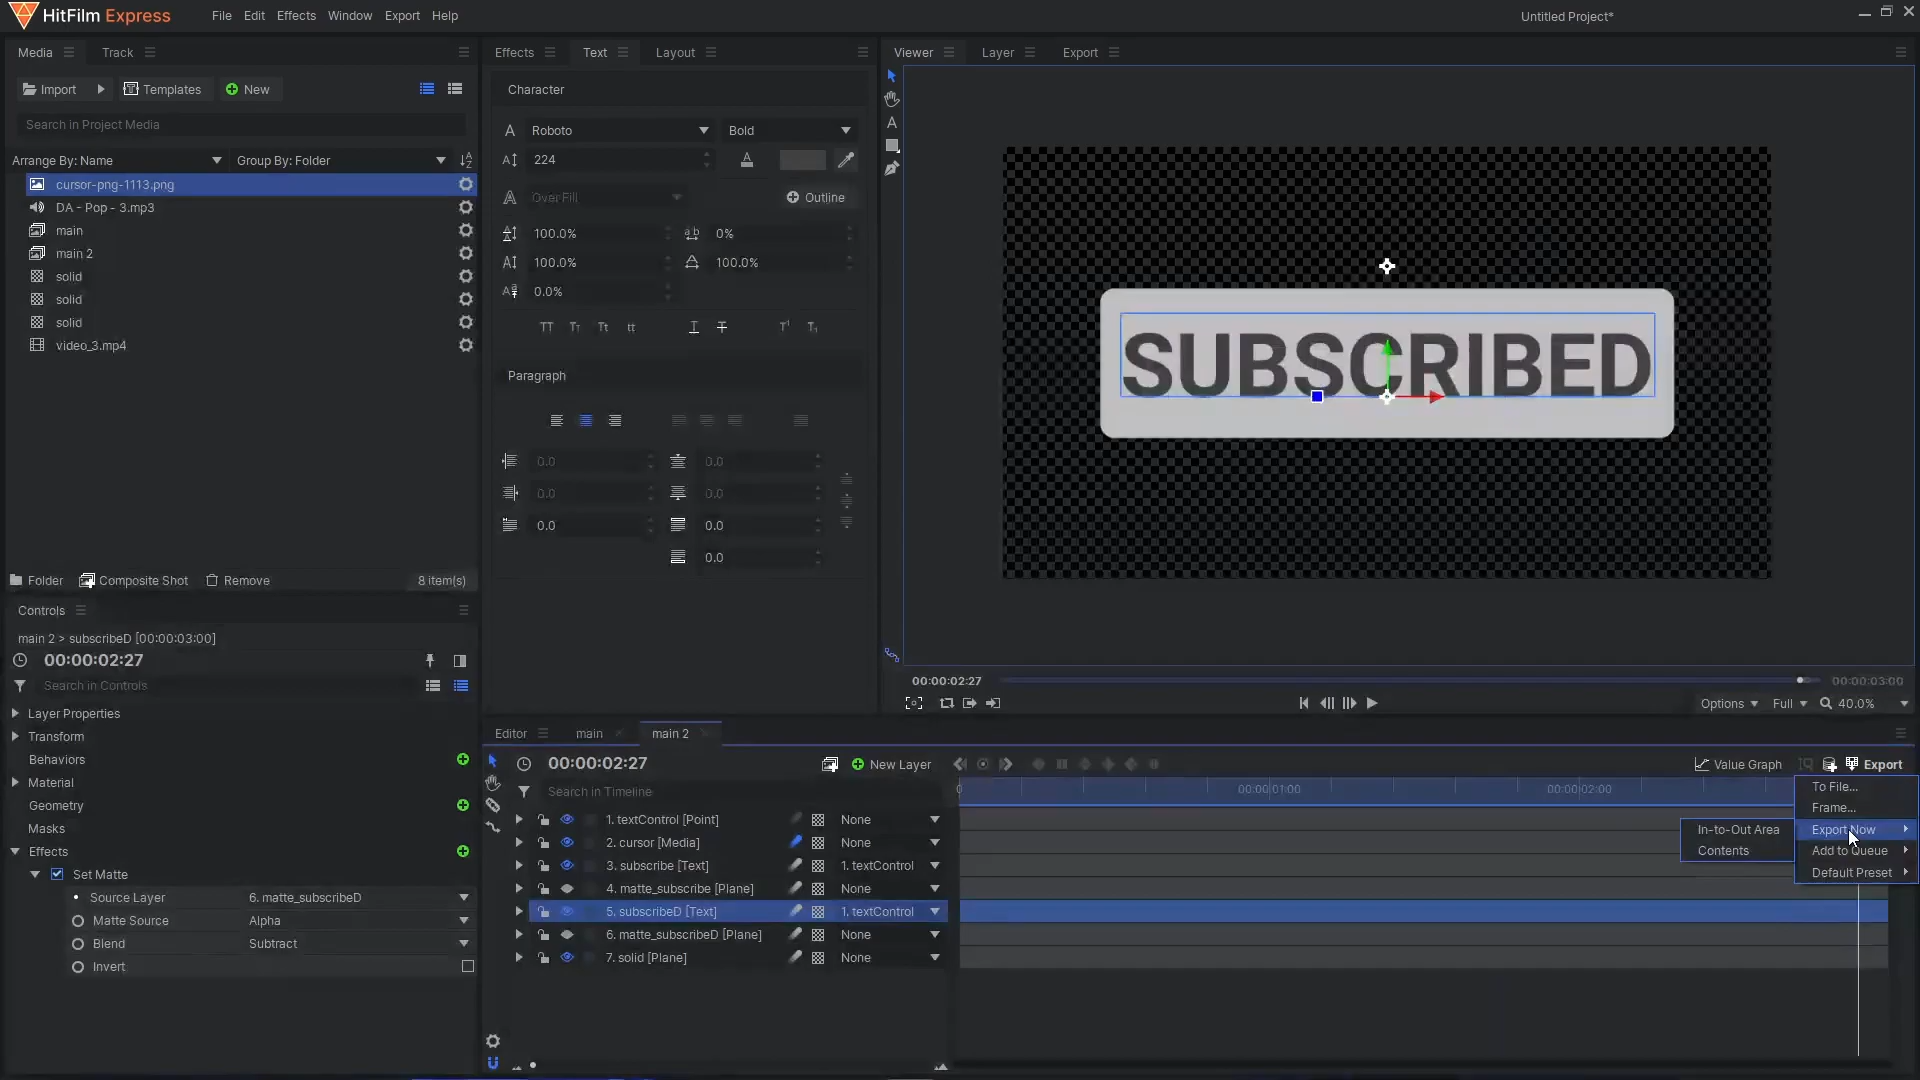 HitFilm Express
File Edit Effects Window Export Help
Untitled Project*
Media Track
Import Templates New
Search in Project Media
Arrange By: Name Group By: Folder
cursor-png-1113.png
DA - Pop - 3.mp3
main
main 2
solid
solid
solid
video_3.mp4
Folder Composite Shot Remove 8 item(s)
Effects Text Layout
Character
Roboto Bold
224
Over Fill Outline
100.0% 0%
100.0% 100.0%
0.0%
Paragraph
0.0 0.0
0.0 0.0
0.0 0.0
0.0
Viewer Layer Export
SUBSCRIBED
00:00:02:27 00:00:03:00
Options Full 40.0%
Controls
main 2 > subscribeD [00:00:03:00]
00:00:02:27
Search in Controls
Layer Properties
Transform
Behaviors
Material
Geometry
Masks
Effects
Set Matte
Source Layer 6. matte_subscribeD
Matte Source Alpha
Blend Subtract
Invert
Editor main main 2
00:00:02:27 New Layer Value Graph Export
Search in Timeline
0 00:00:01:00 00:00:02:00
1. textControl [Point] None
2. cursor [Media] None
3. subscribe [Text] 1. textControl
4. matte_subscribe [Plane] None
5. subscribeD [Text] 1. textControl
6. matte_subscribeD [Plane] None
7. solid [Plane] None
To File...
Frame...
Export Now
Add to Queue
Default Preset
In-to-Out Area
Contents